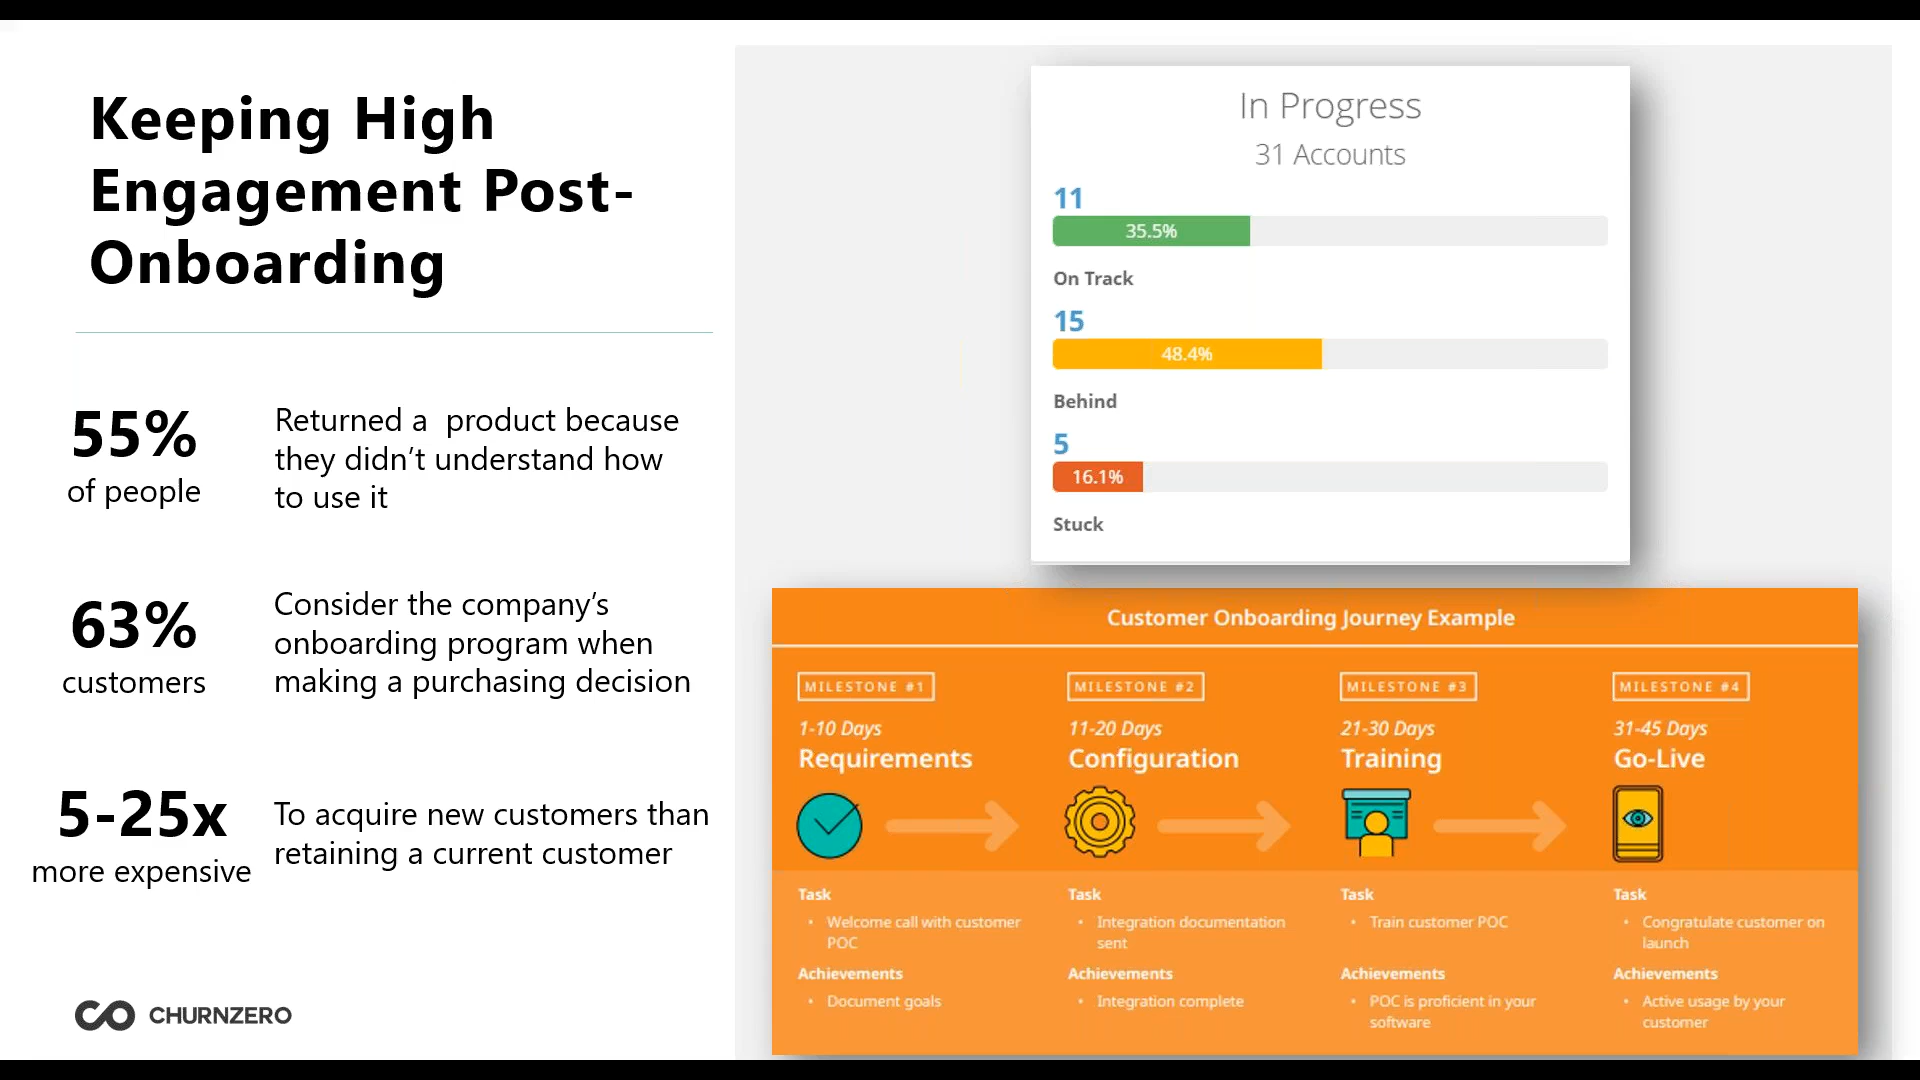 Keeping High
Engagement Post-
Onboarding
55%
of people
Returned a  product because
they didn’t understand how
to use it
63%
customers
Consider the company’s
onboarding program when
making a purchasing decision
5-25x
more expensive
To acquire new customers than
retaining a current customer
CHURNZERO
In Progress
31 Accounts
11
35.5%
On Track
15
48.4%
Behind
5
16.1%
Stuck
Customer Onboarding Journey Example
MILESTONE #1
1-10 Days
Requirements
Task
• Welcome call with customer
POC
Achievements
• Document goals
MILESTONE #2
11-20 Days
Configuration
Task
• Integration documentation
sent
Achievements
• Integration complete
MILESTONE #3
21-30 Days
Training
Task
• Train customer POC
Achievements
• POC is proficient in your
software
MILESTONE #4
31-45 Days
Go-Live
Task
• Congratulate customer on
launch
Achievements
• Active usage by your
customer